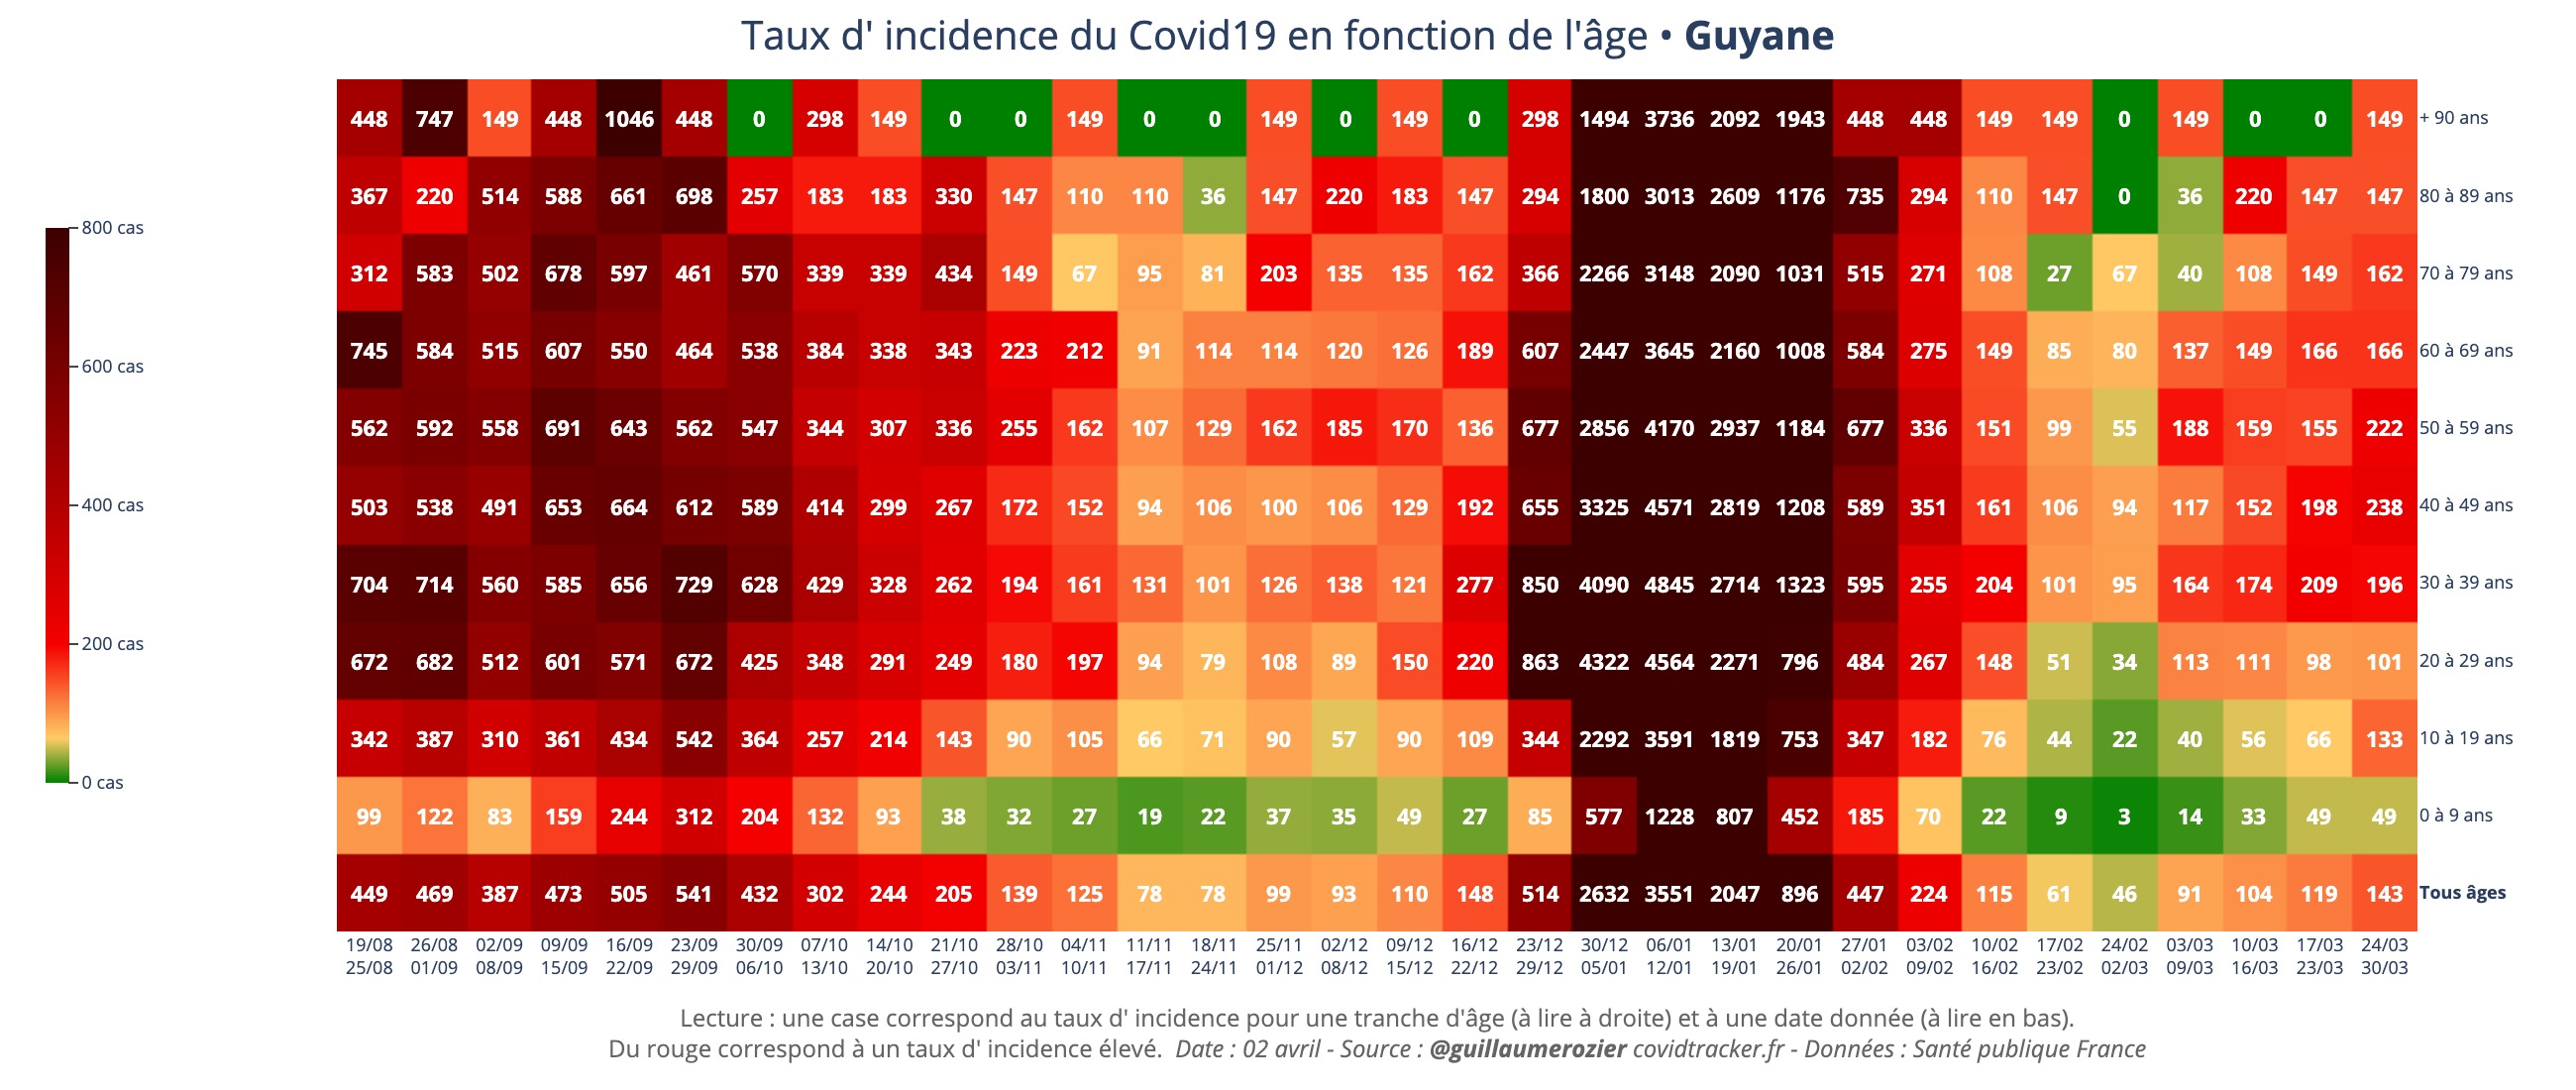 Taux d' incidence du Covid19 en fonction de l'âge • Guyane
448 747 149 448 1046 448 0 298 149 0 0 149 0 0 149 0 149 0 298 1494 3736 2092 1943 448 448 149 149 0 149 0 0 149 + 90 ans
367 220 514 588 661 698 257 183 183 330 147 110 110 36 147 220 183 147 294 1800 3013 2609 1176 735 294 110 147 0 36 220 147 147 80 à 89 ans
800 cas
312 583 502 678 597 461 570 339 339 434 149 67 95 81 203 135 135 162 366 2266 3148 2090 1031 515 271 108 27 67 40 108 149 162 70 à 79 ans
745 584 515 607 550 464 538 384 338 343 223 212 91 114 114 120 126 189 607 2447 3645 2160 1008 584 275 149 85 80 137 149 166 166 60 à 69 ans
600 cas
562 592 558 691 643 562 547 344 307 336 255 162 107 129 162 185 170 136 677 2856 4170 2937 1184 677 336 151 99 55 188 159 155 222 50 à 59 ans
400 cas
503 538 491 653 664 612 589 414 299 267 172 152 94 106 100 106 129 192 655 3325 4571 2819 1208 589 351 161 106 94 117 152 198 238 40 à 49 ans
704 714 560 585 656 729 628 429 328 262 194 161 131 101 126 138 121 277 850 4090 4845 2714 1323 595 255 204 101 95 164 174 209 196 30 à 39 ans
200 cas
672 682 512 601 571 672 425 348 291 249 180 197 94 79 108 89 150 220 863 4322 4564 2271 796 484 267 148 51 34 113 111 98 101 20 à 29 ans
342 387 310 361 434 542 364 257 214 143 90 105 66 71 90 57 90 109 344 2292 3591 1819 753 347 182 76 44 22 40 56 66 133 10 à 19 ans
0 cas
99 122 83 159 244 312 204 132 93 38 32 27 19 22 37 35 49 27 85 577 1228 807 452 185 70 22 9 3 14 33 49 49 0 à 9 ans
449 469 387 473 505 541 432 302 244 205 139 125 78 78 99 93 110 148 514 2632 3551 2047 896 447 224 115 61 46 91 104 119 143 Tous âges
19/08 26/08 02/09 09/09 16/09 23/09 30/09 07/10 14/10 21/10 28/10 04/11 11/11 18/11 25/11 02/12 09/12 16/12 23/12 30/12 06/01 13/01 20/01 27/01 03/02 10/02 17/02 24/02 03/03 10/03 17/03 24/03
25/08 01/09 08/09 15/09 22/09 29/09 06/10 13/10 20/10 27/10 03/11 10/11 17/11 24/11 01/12 08/12 15/12 22/12 29/12 05/01 12/01 19/01 26/01 02/02 09/02 16/02 23/02 02/03 09/03 16/03 23/03 30/03
Lecture : une case correspond au taux d' incidence pour une tranche d'âge (à lire à droite) et à une date donnée (à lire en bas).
Du rouge correspond à un taux d' incidence élevé. Date : 02 avril - Source : @guillaumerozier covidtracker.fr - Données : Santé publique France